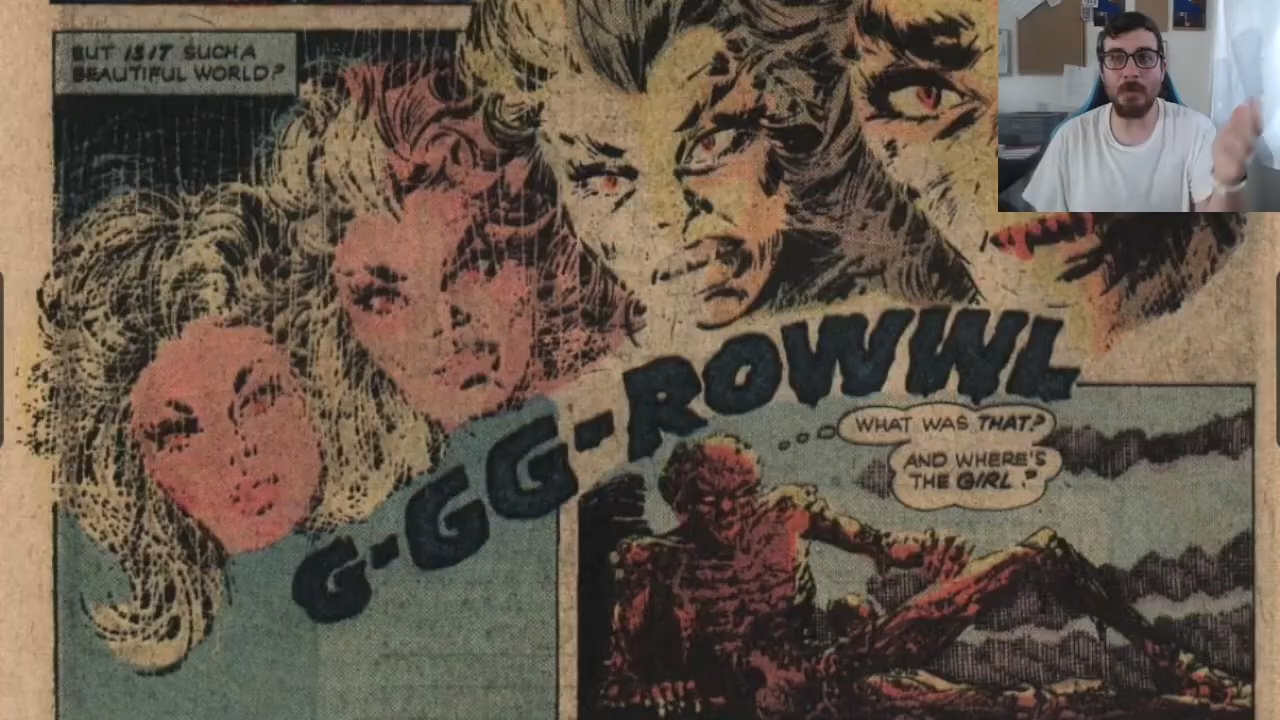 BUT IS IT SUCH A
BEAUTIFUL WORLD?
G-GG-ROWWL
WHAT WAS THAT?
AND WHERE'S
THE GIRL?